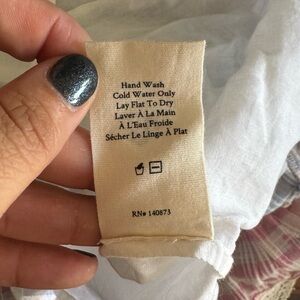 Hand Wash
Cold Water Only
Lay Flat To Dry
Laver À La Main
À L'Eau Froide
Sécher Le Linge À Plat
RN# 140873